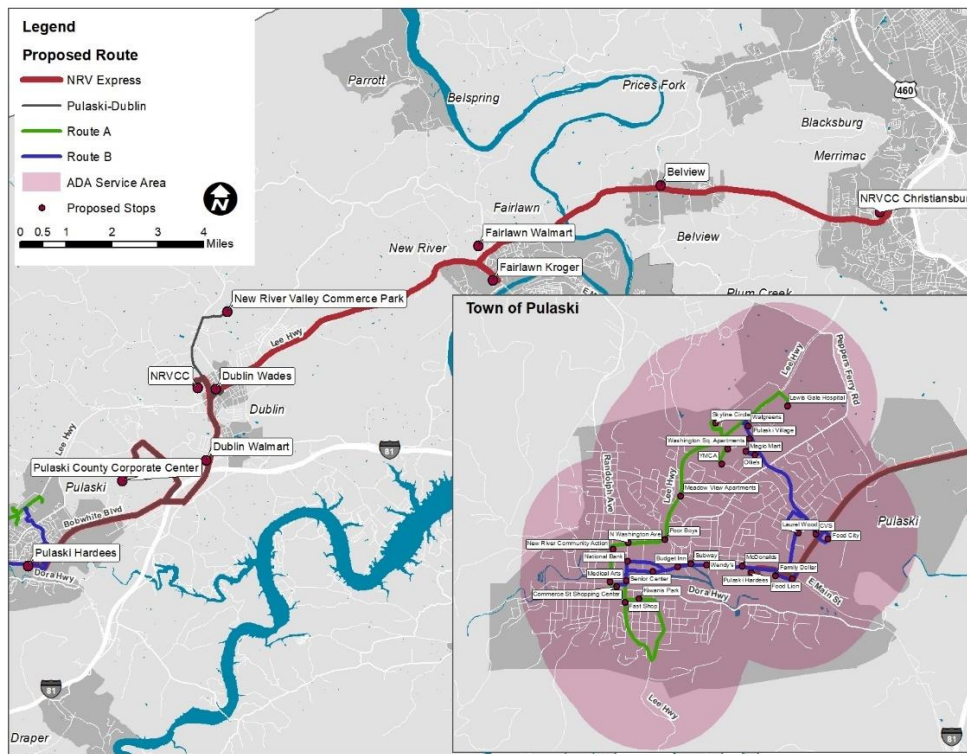 Legend
Proposed Route
NRV Express
Pulaski-Dublin
Route A
Route B
ADA Service Area
Proposed Stops
N
0 0.5 1 2 3 4
Miles
Parrott
Belspring
Prices Fork
460
Blacksburg
Merrimac
Belview
NRVCC Christiansburg
Fairlawn
Fairlawn Walmart
Belview
New River
Fairlawn Kroger
Plum Creek
New River Valley Commerce Park
Lee Hwy
NRVCC
Dublin Wades
Dublin
Lee Hwy
Dublin Walmart
81
Pulaski County Corporate Center
Pulaski
Bobwhite Blvd
Pulaski Hardees
Dora Hwy
81
Draper
Town of Pulaski
Lee Hwy
Peppers Ferry Rd
Lewis Gale Hospital
Skyline Circle
Walgreens
Pulaski Village
Washington Sq. Apartments
Magic Mart
YMCA
Ollie's
Randolph Ave
Lee Hwy
Meadow View Apartments
Laurel Wood
CVS
Food City
Pulaski
N Washington Ave
Poor Boys
New River Community Action
National Bank
Budget Inn
Subway
Wendy's
McDonalds
Family Doller
Medical Arts
Senior Center
Pulaski Hardees
Food Lion
E Main St
Dora Hwy
Commerce St Shopping Center
Kiwanis Park
Fast Shop
Lee Hwy
81